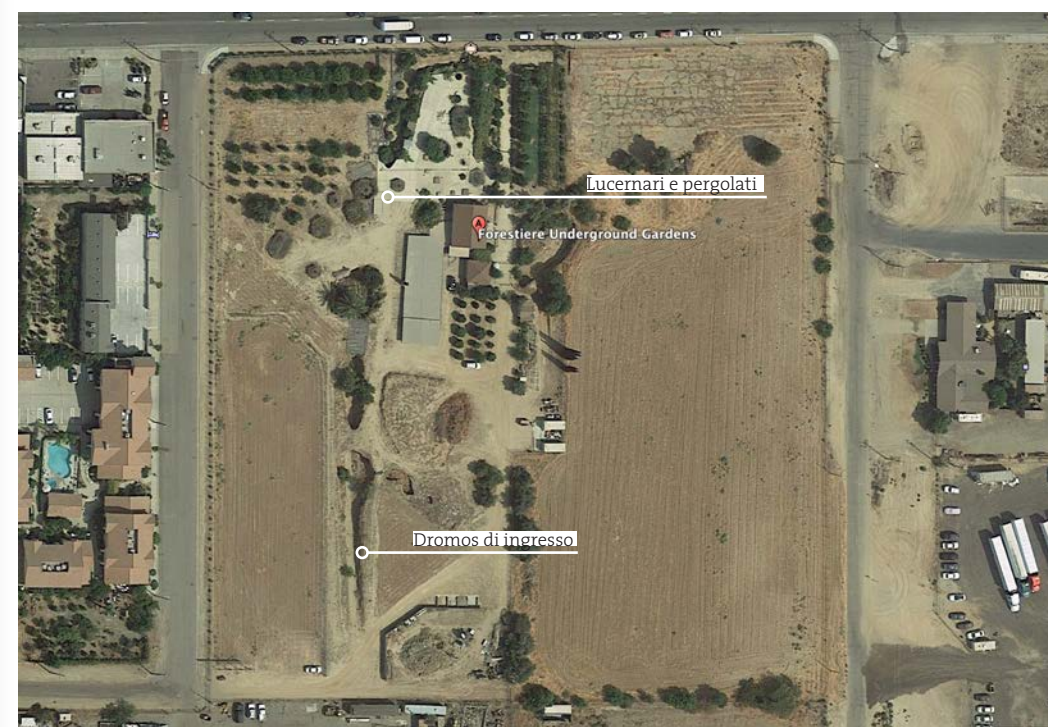 Lucernari e pergolati
Forestiere Underground Gardens
Dromos di ingresso